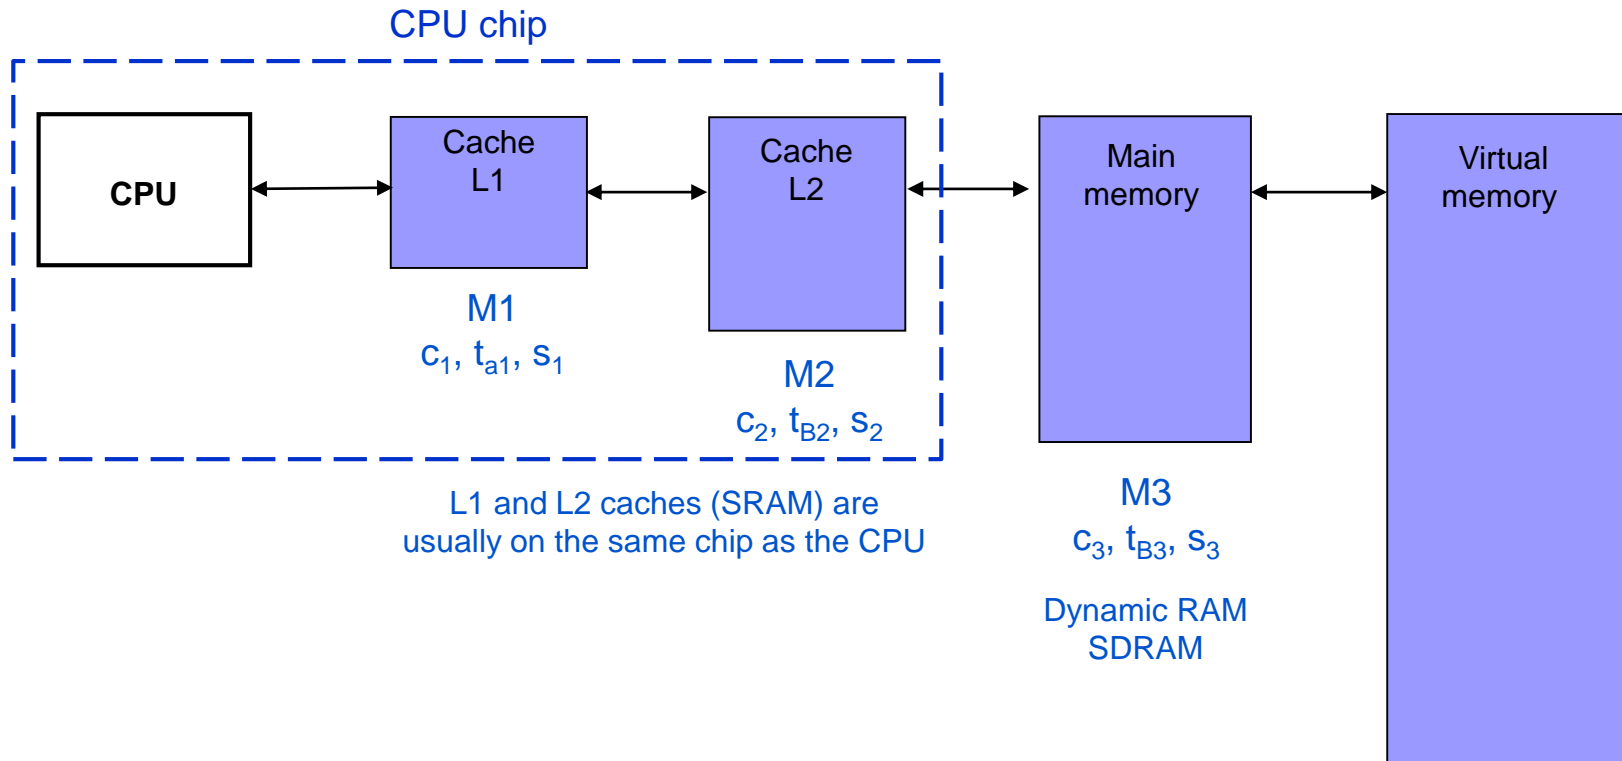 CPU chip
CPU
Cache
L1
Cache
L2
Main
memory
Virtual
memory
M1
c1, ta1, s1
M2
c2, tB2, s2
L1 and L2 caches (SRAM) are
usually on the same chip as the CPU
M3
c3, tB3, s3
Dynamic RAM
SDRAM